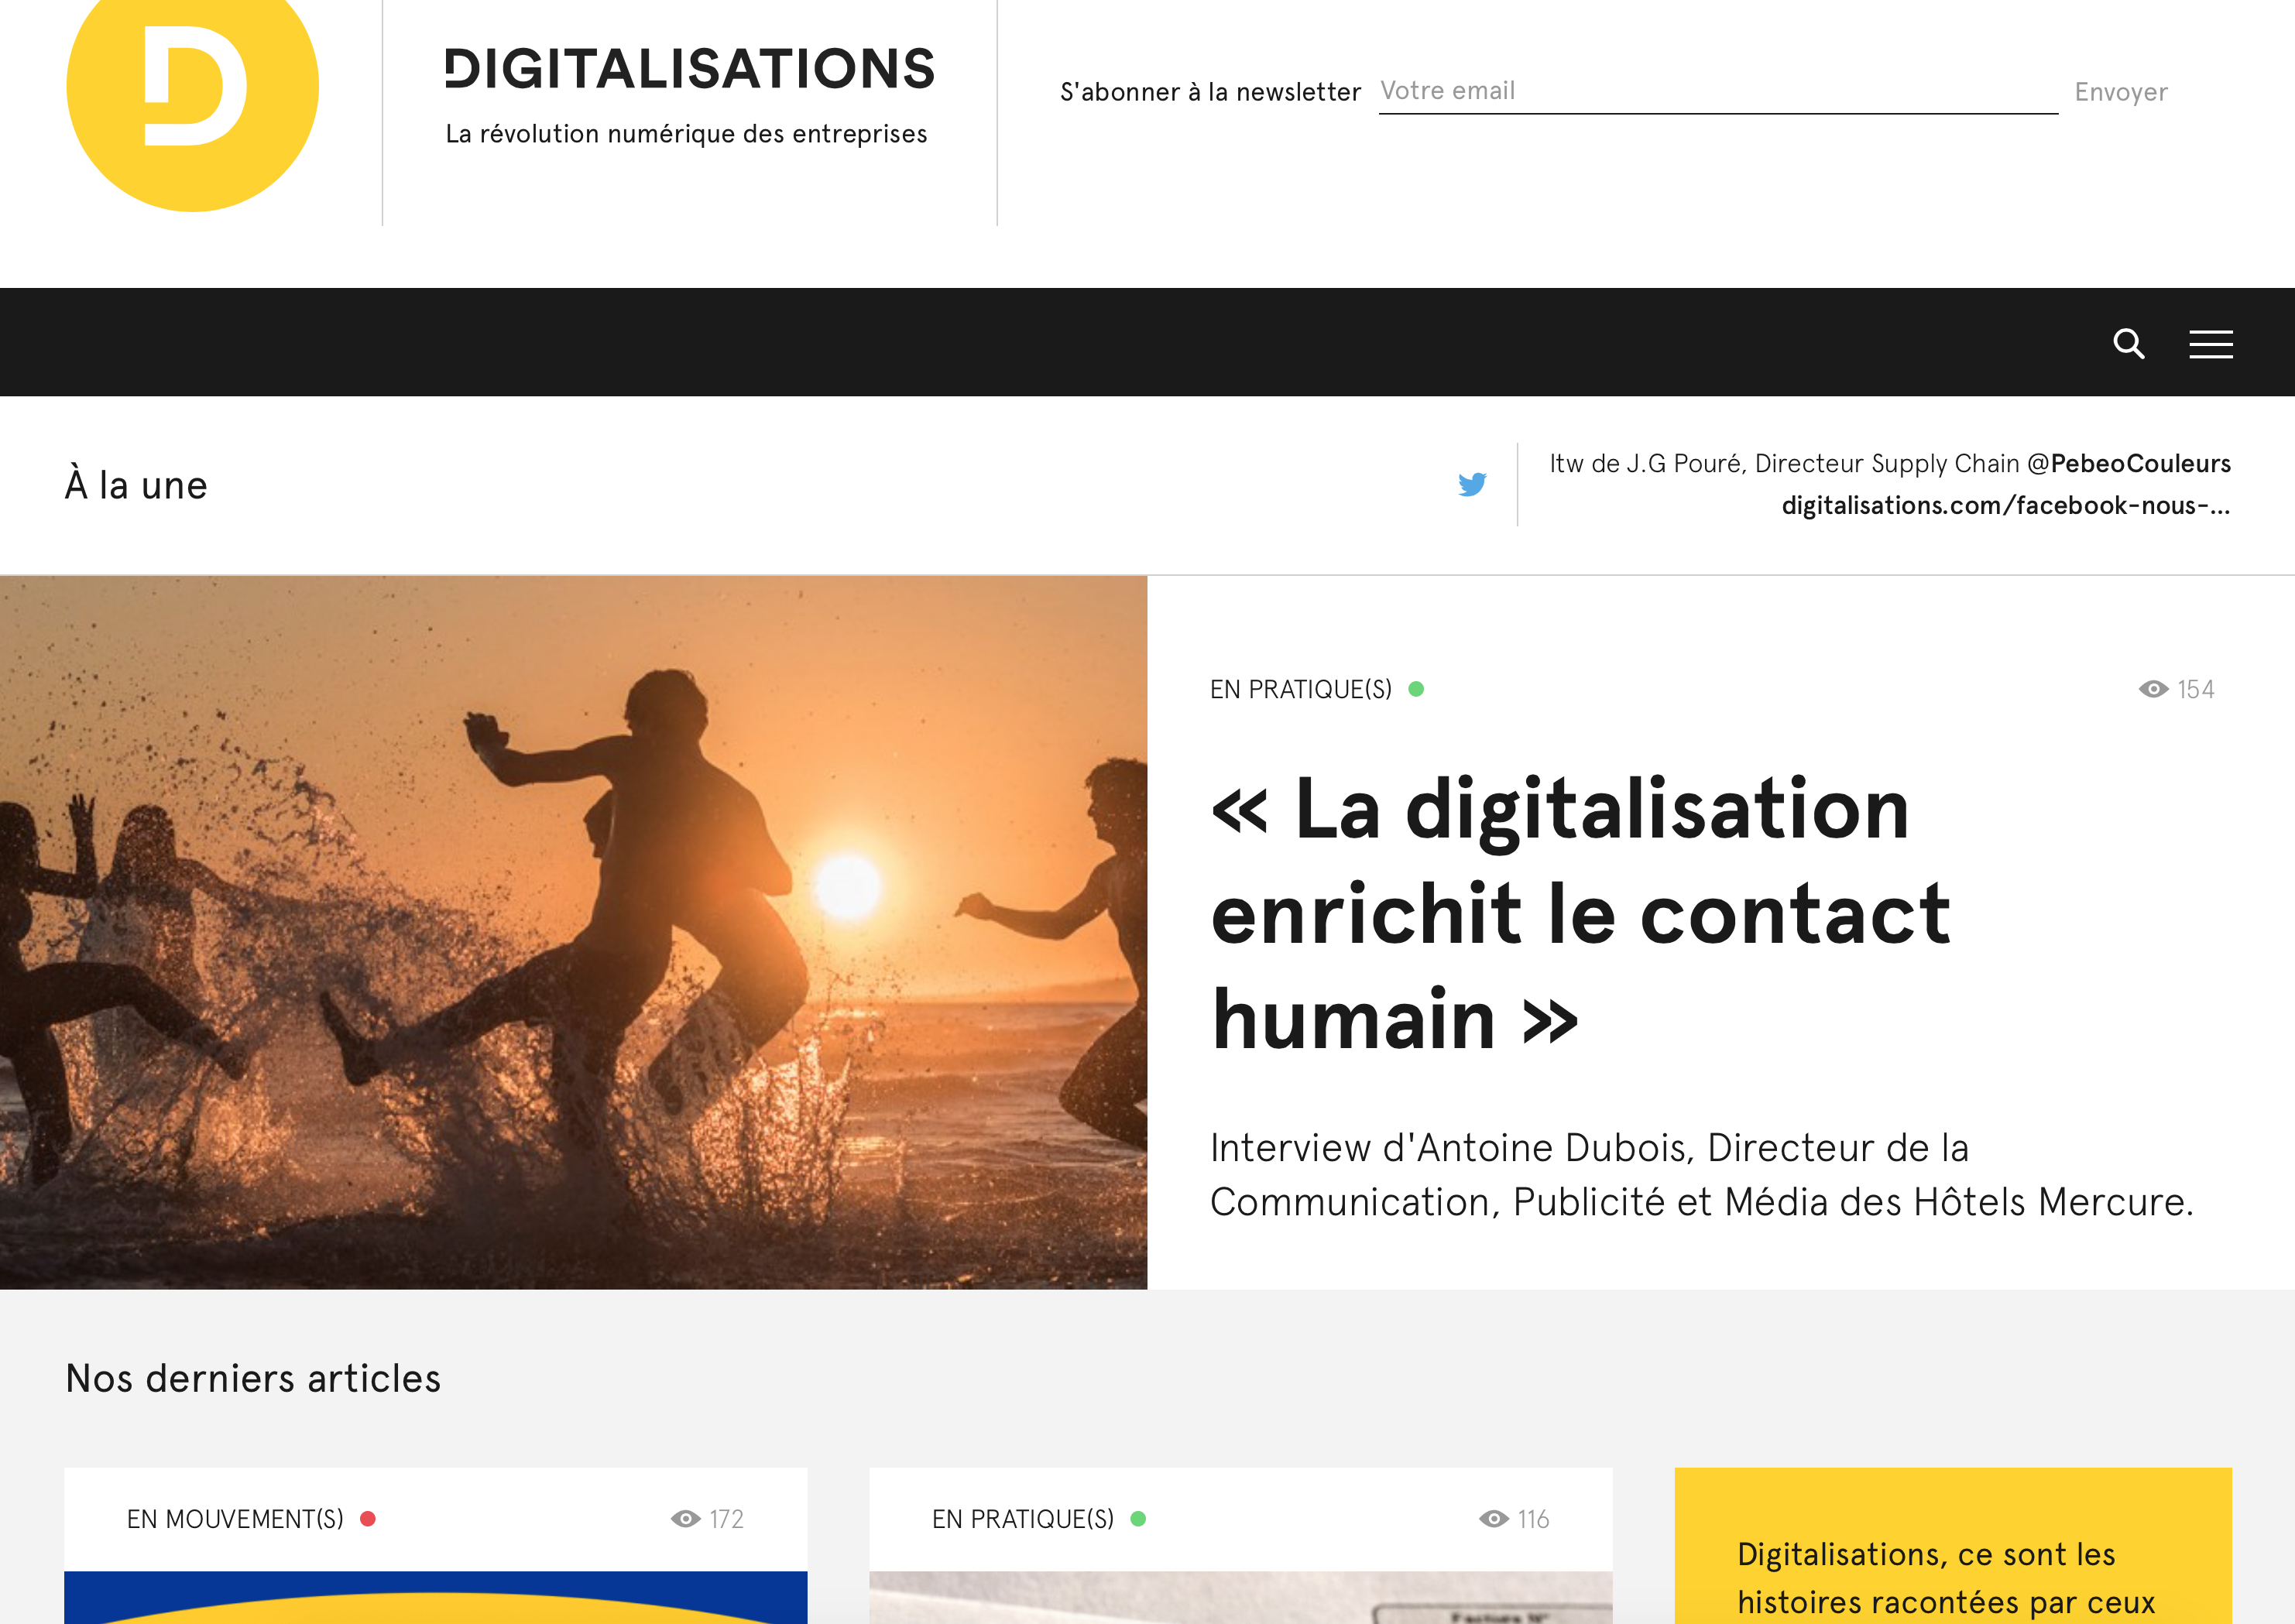 D
DIGITALISATIONS
La révolution numérique des entreprises
S'abonner à la newsletter Votre email Envoyer
À la une
Itw de J.G Pouré, Directeur Supply Chain @PebeoCouleurs
digitalisations.com/facebook-nous-...
EN PRATIQUE(S) 154
« La digitalisation
enrichit le contact
humain »
Interview d'Antoine Dubois, Directeur de la
Communication, Publicité et Média des Hôtels Mercure.
Nos derniers articles
EN MOUVEMENT(S) 172
EN PRATIQUE(S) 116
Facture N°
Digitalisations, ce sont les
histoires racontées par ceux